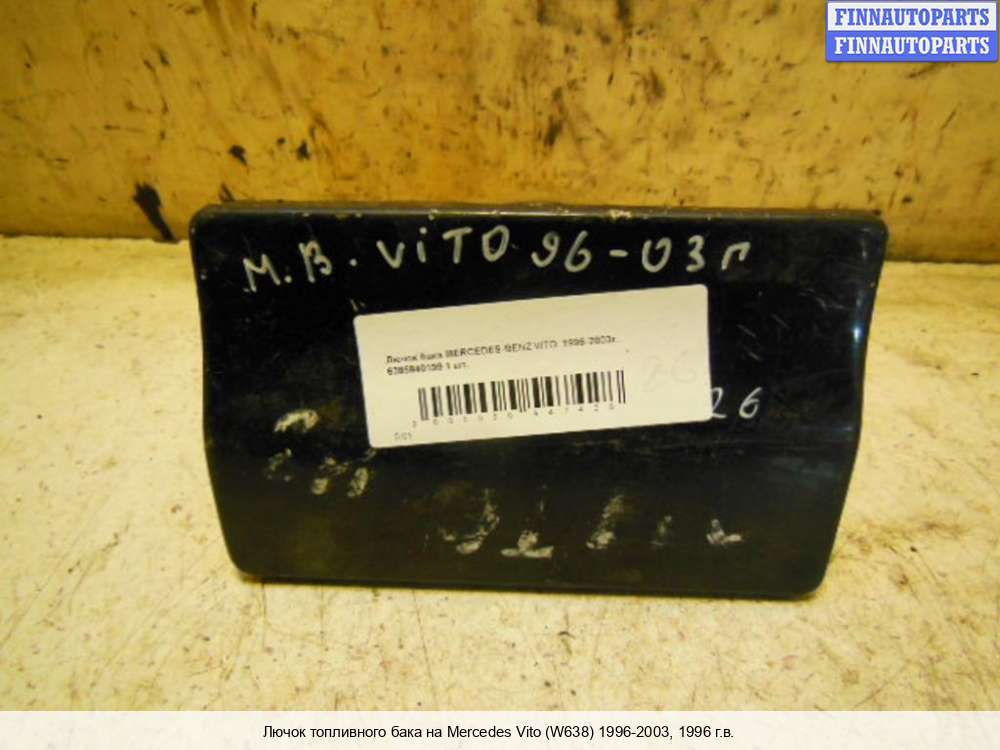 FINNAUTOPARTS
FINNAUTOPARTS
M.B. ViTO 96-03г
Лючок бака MERCEDES-BENZ VITO 1996-2003г.
1 шт.
26
Лючок топливного бака на Mercedes Vito (W638) 1996-2003, 1996 г.в.